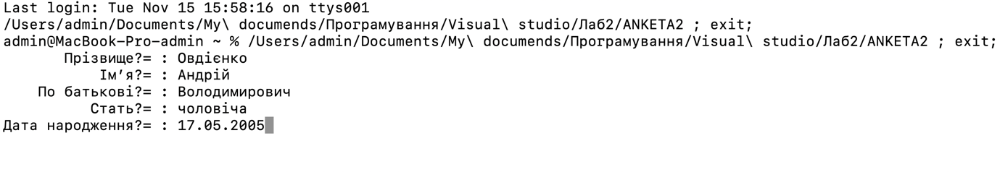 Last login: Tue Nov 15 15:58:16 on ttys001
/Users/admin/Documents/My\ documends/Програмування/Visual\ studio/Лаб2/ANKETA2 ; exit;
admin@MacBook-Pro-admin ~ % /Users/admin/Documents/My\ documends/Програмування/Visual\ studio/Лаб2/ANKETA2 ; exit;
Прізвище?= : Овдієнко
Ім’я?= : Андрій
По батькові?= : Володимирович
Стать?= : чоловіча
Дата народження?= : 17.05.2005